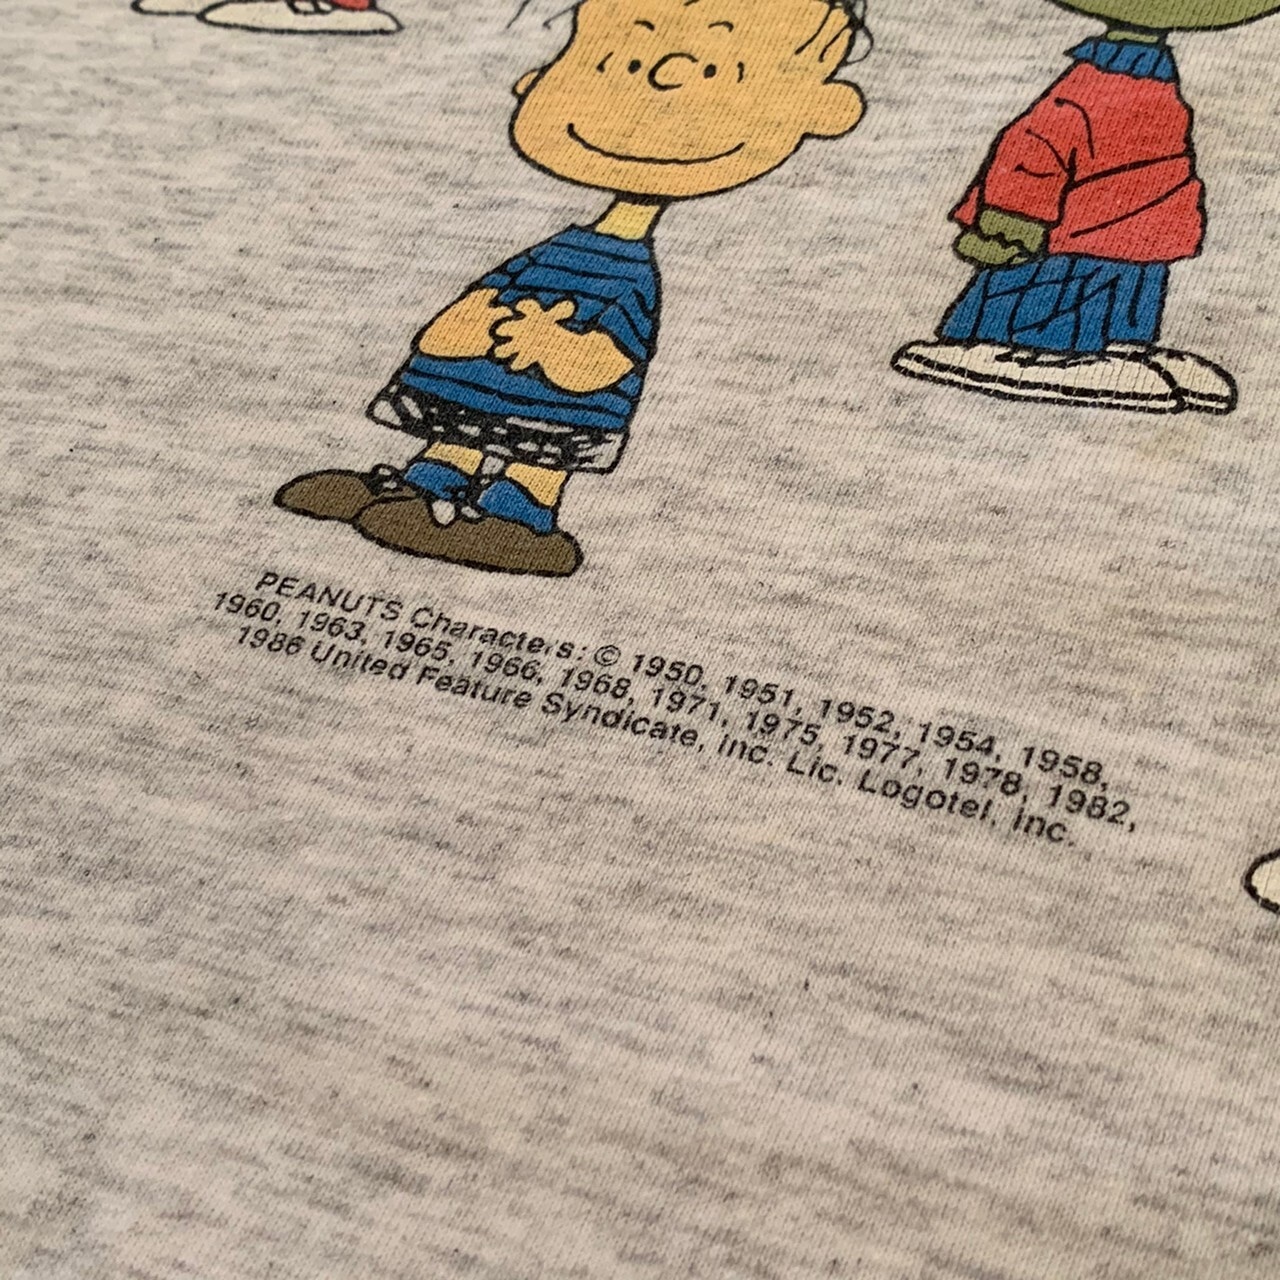 PEANUTS Characters: © 1950, 1951, 1952, 1954, 1958,
1960, 1963, 1965, 1966, 1968, 1971, 1975, 1977, 1978, 1982,
1986 United Feature Syndicate, Inc. Lic. Logotel, Inc.